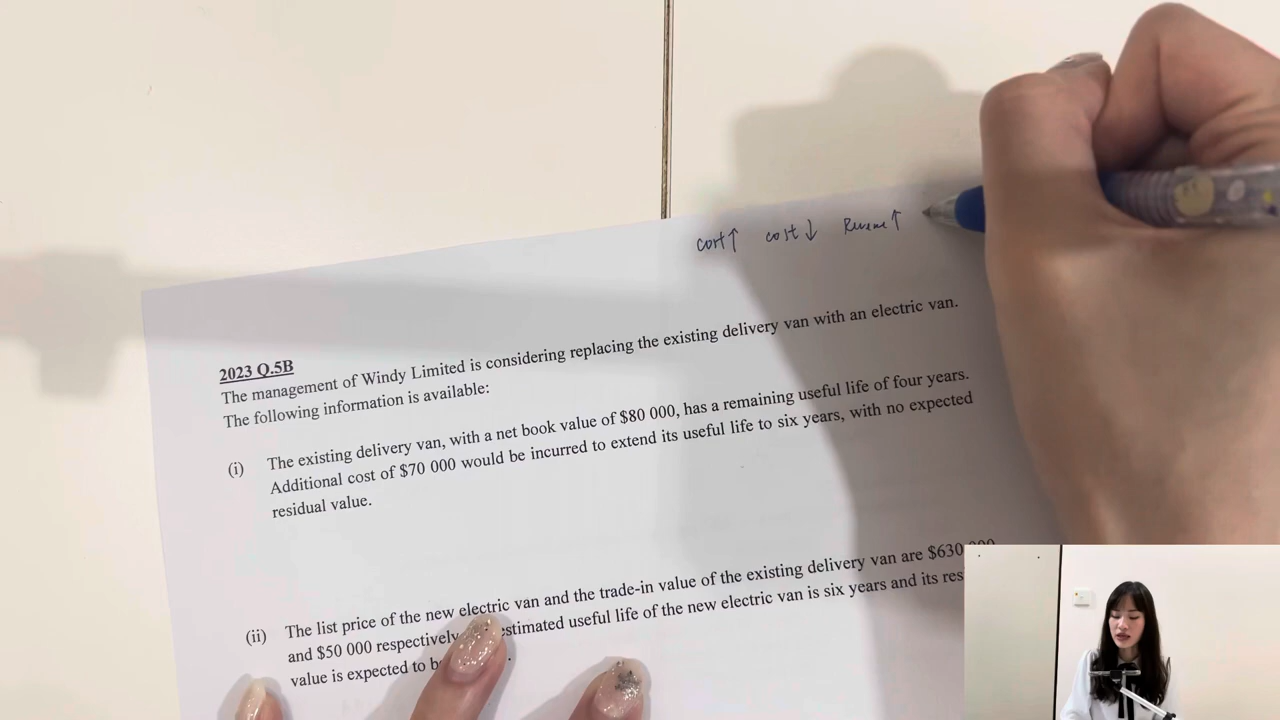 cost↑ cost↓ Revenue↑
2023 Q.5B
The management of Windy Limited is considering replacing the existing delivery van with an electric van.
The following information is available:
(i) The existing delivery van, with a net book value of $80 000, has a remaining useful life of four years.
Additional cost of $70 000 would be incurred to extend its useful life to six years, with no expected
residual value.
(ii) The list price of the new electric van and the trade-in value of the existing delivery van are $630 000
and $50 000 respectively estimated useful life of the new electric van is six years and its
value is expected to